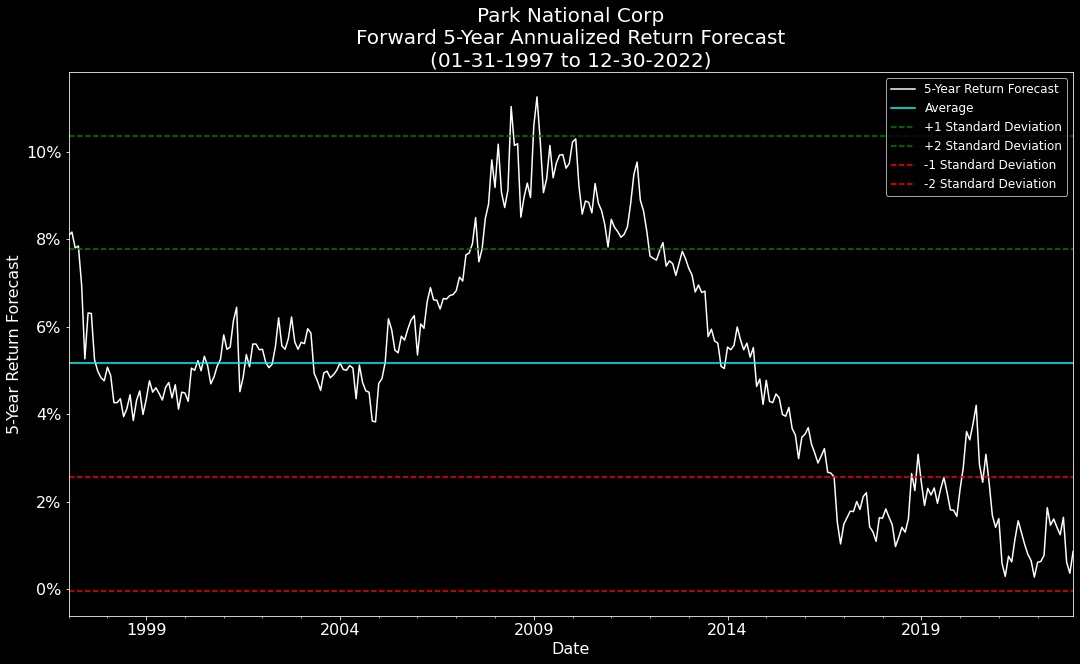 Park National Corp
Forward 5-Year Annualized Return Forecast
(01-31-1997 to 12-30-2022)
5-Year Return Forecast
Average
+1 Standard Deviation
+2 Standard Deviation
-1 Standard Deviation
-2 Standard Deviation
5-Year Return Forecast
10%
8%
6%
4%
2%
0%
1999
2004
2009
2014
2019
Date